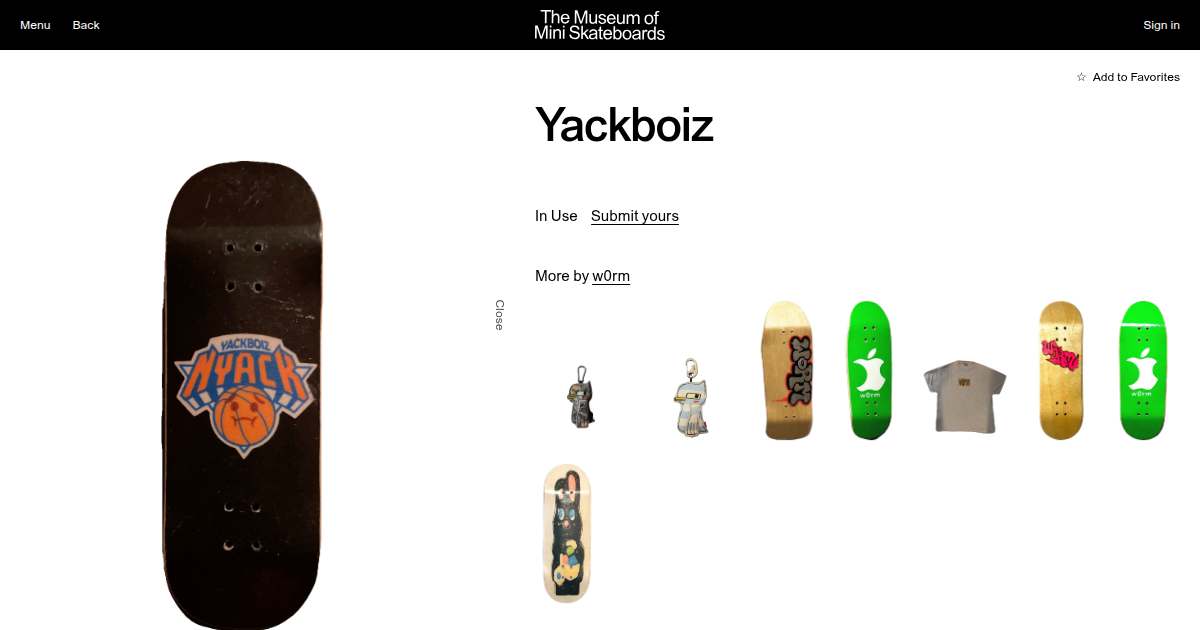 Menu
Back
The Museum of
Mini Skateboards
Sign in
☆ Add to Favorites
Yackboiz
In Use
Submit yours
More by w0rm
Close
YACKBOIZ
NYACK
w0rm
w0rm